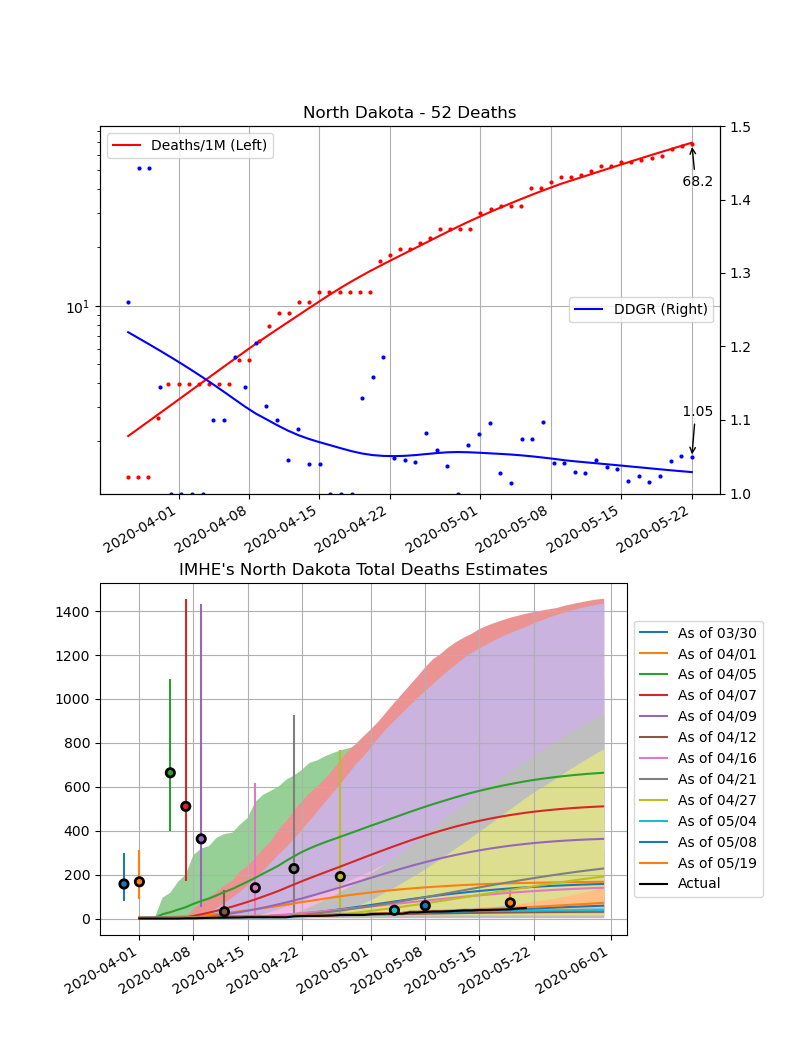 North Dakota - 52 Deaths
Deaths/1M (Left)
DDGR (Right)
68.2
1.05
10^1
1.5
1.4
1.3
1.2
1.1
1.0
2020-04-01
2020-04-08
2020-04-15
2020-04-22
2020-05-01
2020-05-08
2020-05-15
2020-05-22
IMHE's North Dakota Total Deaths Estimates
1400
1200
1000
800
600
400
200
0
2020-04-01
2020-04-08
2020-04-15
2020-04-22
2020-05-01
2020-05-08
2020-05-15
2020-05-22
2020-06-01
As of 03/30
As of 04/01
As of 04/05
As of 04/07
As of 04/09
As of 04/12
As of 04/16
As of 04/21
As of 04/27
As of 05/04
As of 05/08
As of 05/19
Actual